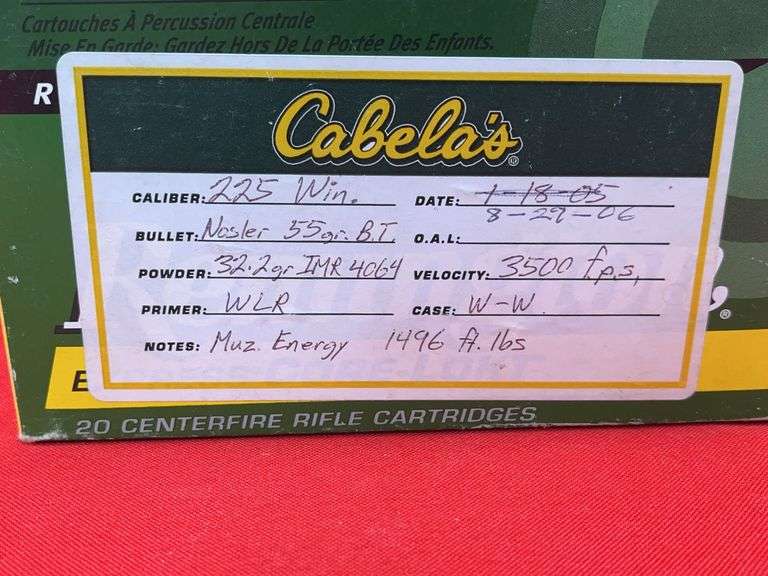 Cartouches À Percussion Centrale
Mise En Garde: Gardez Hors De La Portée Des Enfants.
R
Cabela's®
CALIBER: 225 Win. DATE: 1-18-05
8-29-06
BULLET: Nosler 55gr. B.T. O.A.L:
POWDER: 32.2gr IMR 4064 VELOCITY: 3500 f.p.s,
PRIMER: WLR CASE: W-W
NOTES: Muz. Energy 1496 ft. lbs
®
E
20 CENTERFIRE RIFLE CARTRIDGES